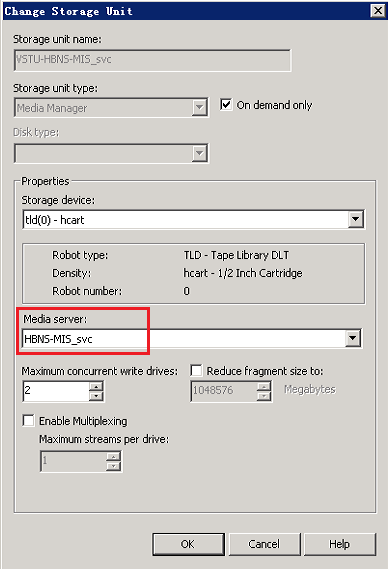 Change Storage Unit
Storage unit name:
VSTU-HBNS-MIS_svc
Storage unit type:
Media Manager
On demand only
Disk type:
Properties
Storage device:
tld(0) - hcart
Robot type: TLD - Tape Library DLT
Density: hcart - 1/2 Inch Cartridge
Robot number: 0
Media server:
HBNS-MIS_svc
Maximum concurrent write drives: Reduce fragment size to:
2 1048576 Megabytes
Enable Multiplexing
Maximum streams per drive:
1
OK Cancel Help